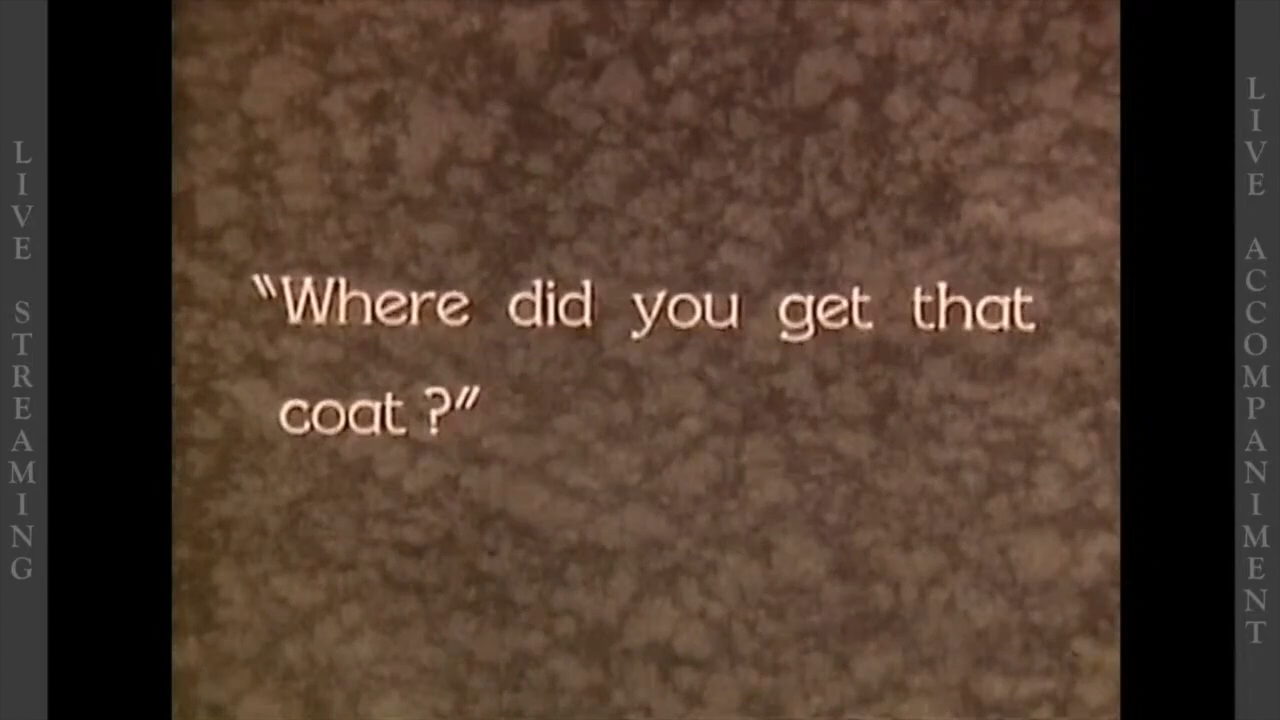 LIVE STREAMING
"Where did you get that
coat ?"
LIVE ACCOMPANIMENT